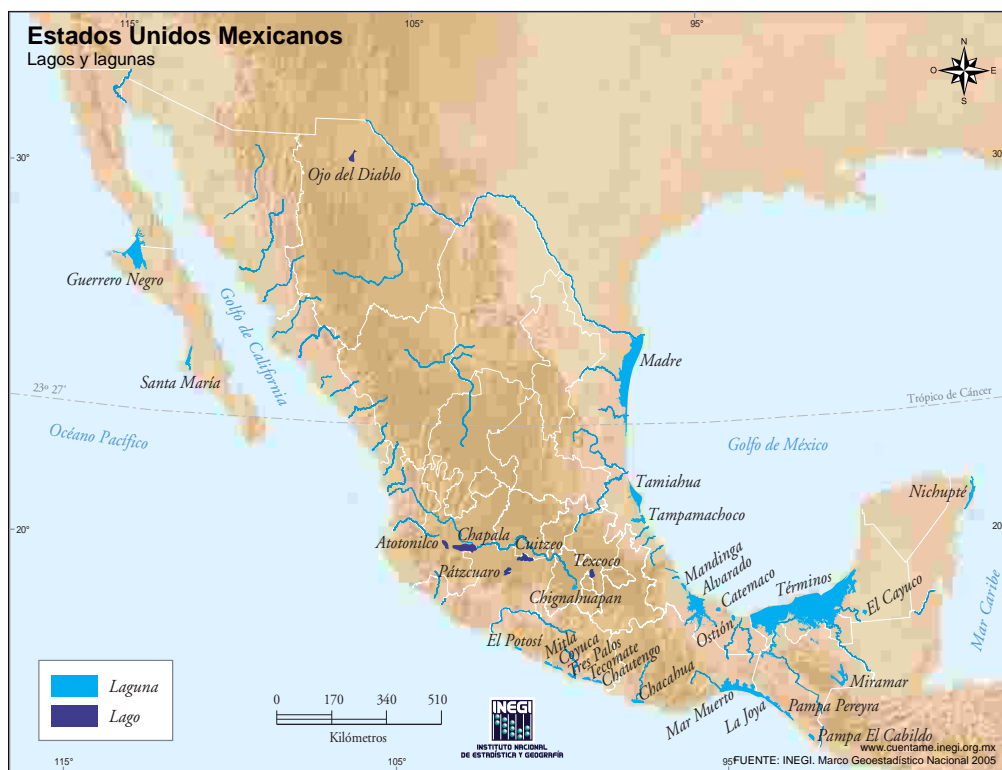 115°
105°
95°
Estados Unidos Mexicanos
Lagos y lagunas
N
O
E
S
30°
30°
Ojo del Diablo
Guerrero Negro
Golfo de California
Madre
Santa María
23º 27'
Trópico de Cáncer
Océano Pacífico
Golfo de México
Tamiahua
Nichupté
Tampamachoco
20°
20°
Atotonilco
Chapala
Cuitzeo
Texcoco
Pátzcuaro
Chignahuapan
Mandinga
Alvarado
Catemaco
Términos
El Cayuco
Mar Caribe
Ostión
El Potosí
Mitla
Coyuca
Tres Palos
Tecomate
Chautengo
Chacahua
Mar Muerto
La Joya
Miramar
Pampa Pereyra
Pampa El Cabildo
Laguna
Lago
0 170 340 510
Kilómetros
INEGI
INSTITUTO NACIONAL
DE ESTADÍSTICA Y GEOGRAFÍA
www.cuentame.inegi.org.mx
FUENTE: INEGI. Marco Geoestadístico Nacional 2005
115°
105°
95°